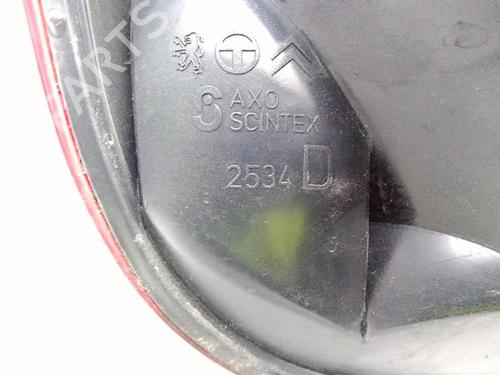 AXO
SCINTEX
2534 D